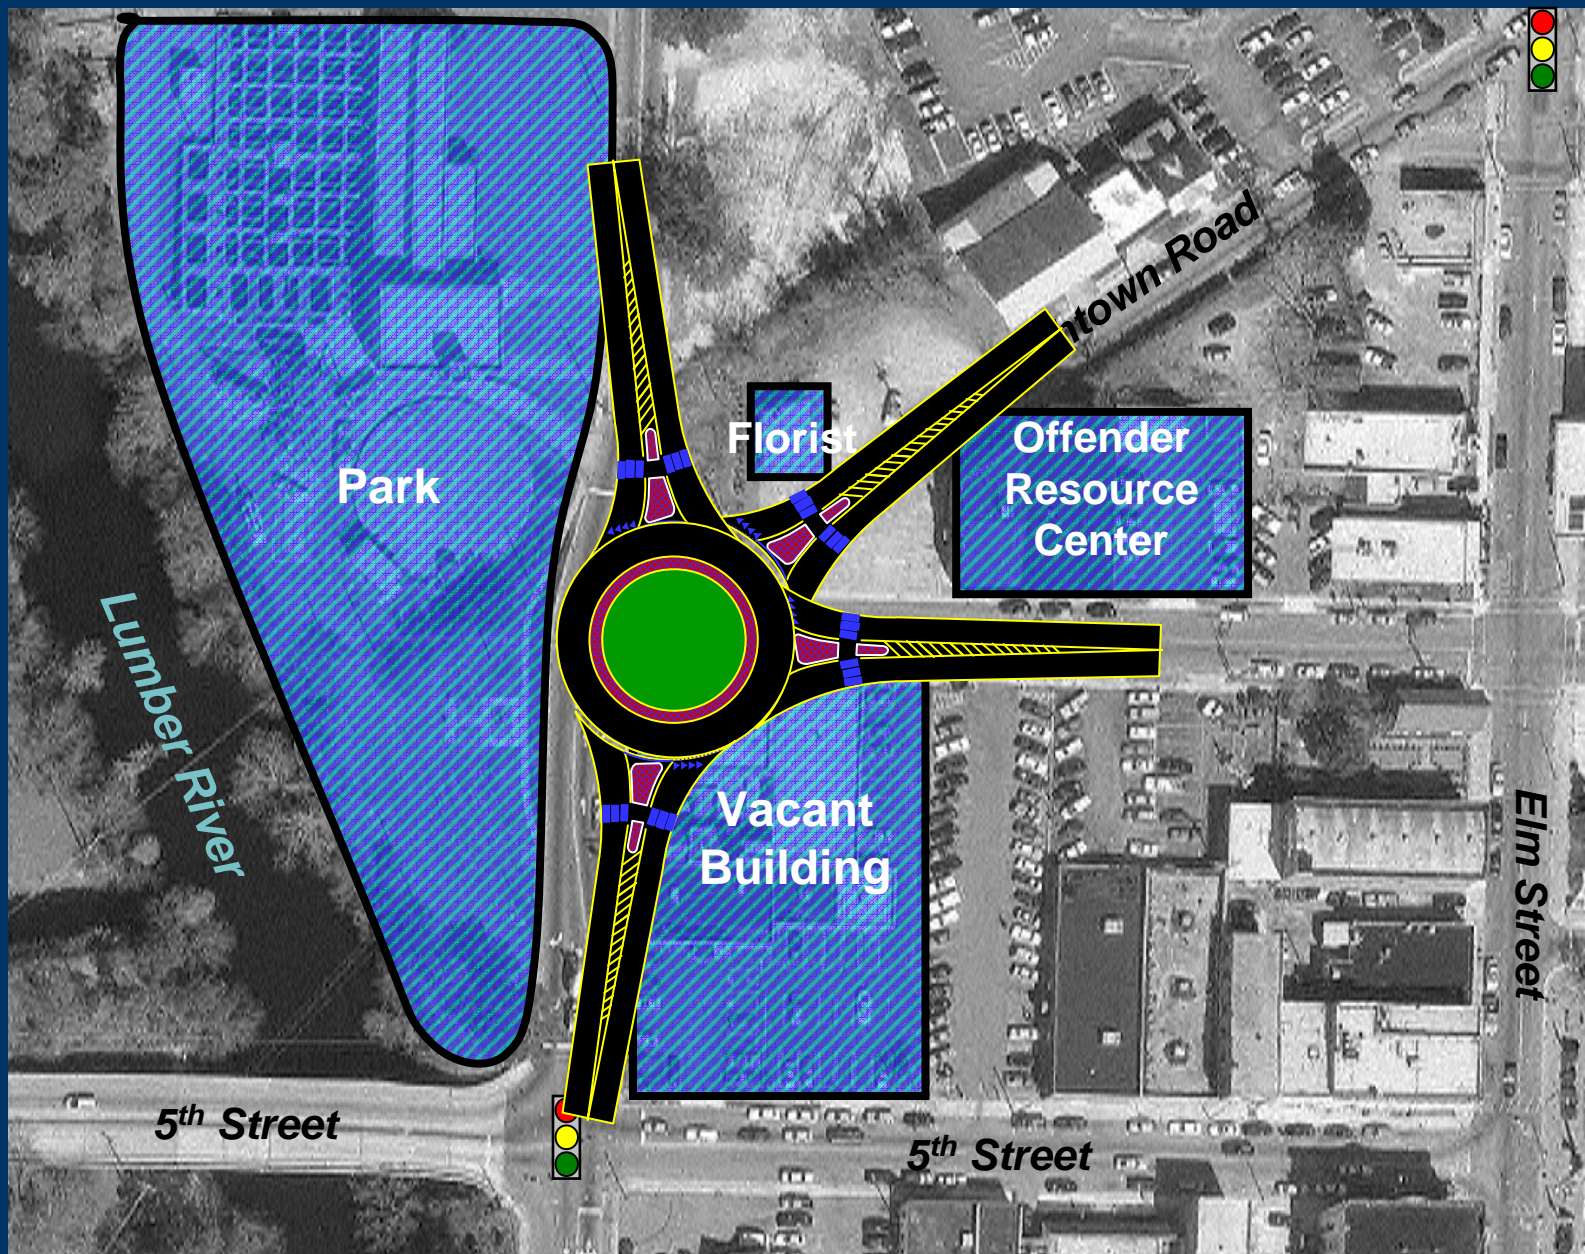 ntown Road
Florist
Offender
Resource
Center
Park
Lumber River
Vacant
Building
Elm Street
5th Street
5th Street